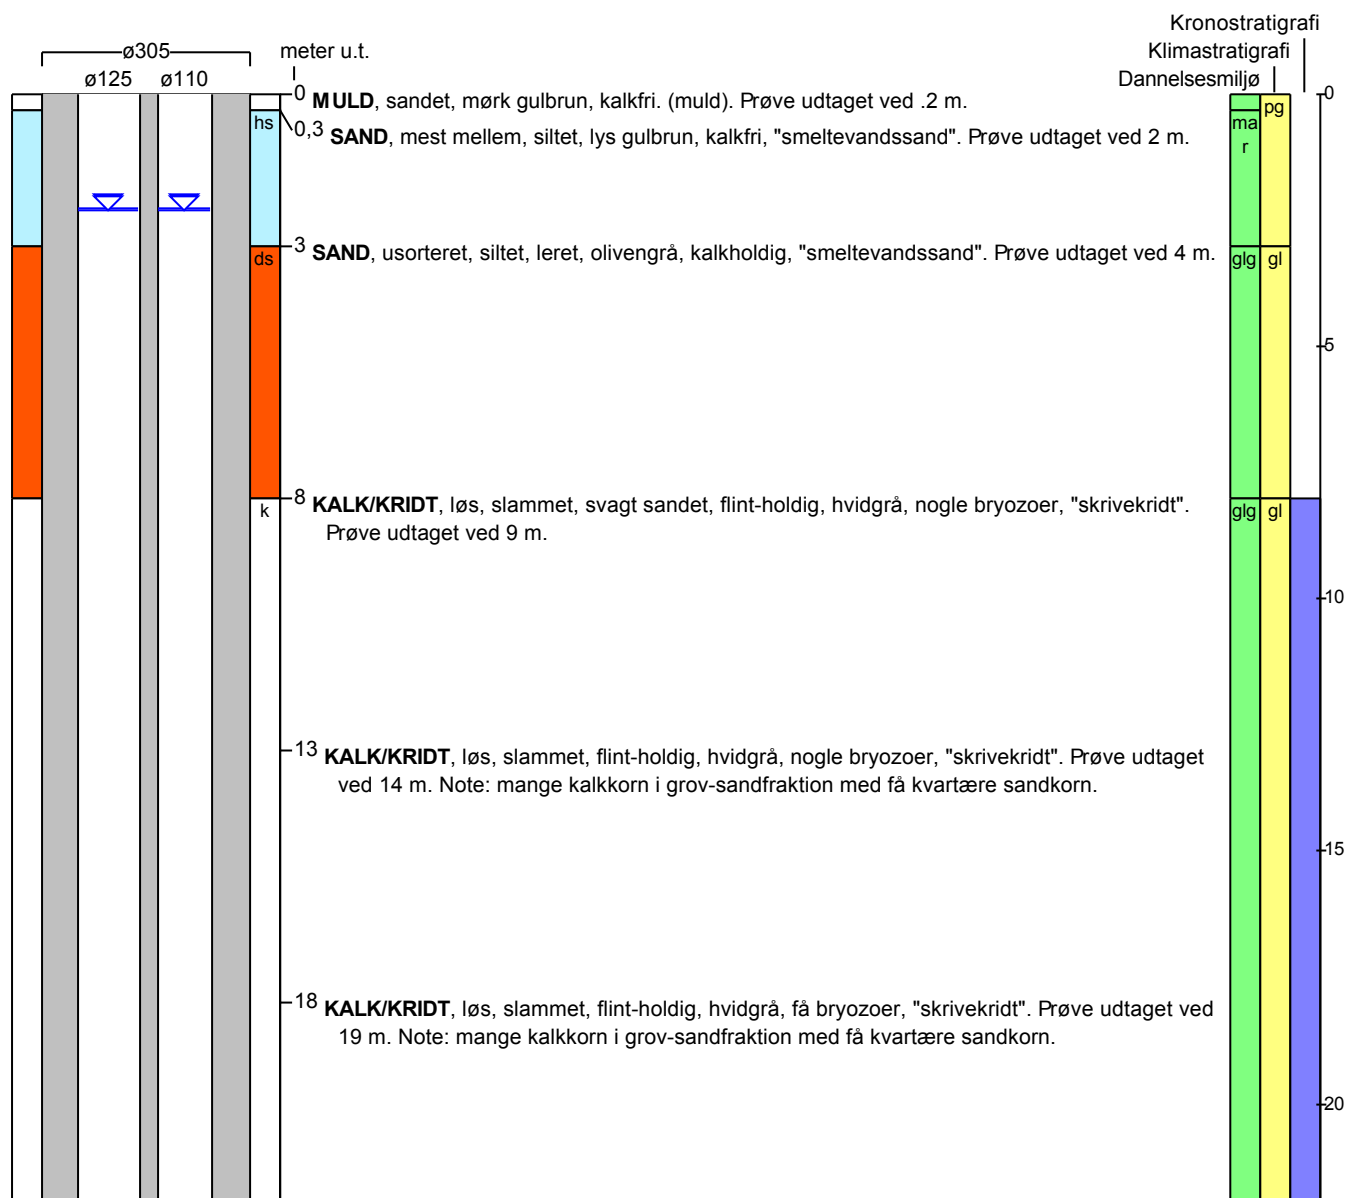 Kronostratigrafi
ø305 meter u.t. Klimastratigrafi
ø125 ø110 Dannelsesmiljø
0 MULD, sandet, mørk gulbrun, kalkfri. (muld). Prøve udtaget ved .2 m. 0
pg
hs 0,3 SAND, mest mellem, siltet, lys gulbrun, kalkfri, "smeltevandssand". Prøve udtaget ved 2 m. ma
r
3 SAND, usorteret, siltet, leret, olivengrå, kalkholdig, "smeltevandssand". Prøve udtaget ved 4 m.
ds glg gl
5
8 KALK/KRIDT, løs, slammet, svagt sandet, flint-holdig, hvidgrå, nogle bryozoer, "skrivekridt".
k glg gl
Prøve udtaget ved 9 m.
10
13 KALK/KRIDT, løs, slammet, flint-holdig, hvidgrå, nogle bryozoer, "skrivekridt". Prøve udtaget
ved 14 m. Note: mange kalkkorn i grov-sandfraktion med få kvartære sandkorn.
15
18 KALK/KRIDT, løs, slammet, flint-holdig, hvidgrå, få bryozoer, "skrivekridt". Prøve udtaget ved
19 m. Note: mange kalkkorn i grov-sandfraktion med få kvartære sandkorn.
20